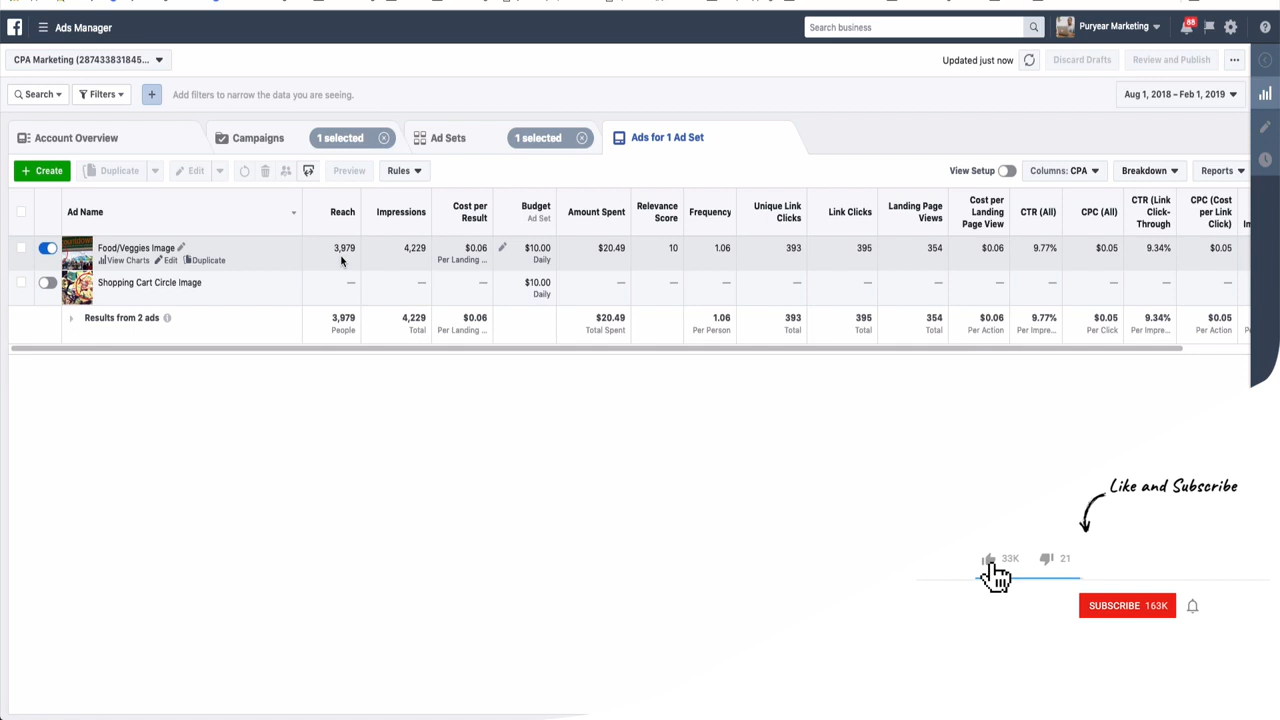 Ads Manager
Search business
Puryear Marketing
88
CPA Marketing (287433831845...
Updated just now
Discard Drafts
Review and Publish
Search
Filters
Add filters to narrow the data you are seeing.
Aug 1, 2018 – Feb 1, 2019
Account Overview
Campaigns
1 selected
Ad Sets
1 selected
Ads for 1 Ad Set
+ Create
Duplicate
Edit
Preview
Rules
View Setup
Columns: CPA
Breakdown
Reports
Ad Name
Reach
Impressions
Cost per
Result
Budget
Ad Set
Amount Spent
Relevance
Score
Frequency
Unique Link
Clicks
Link Clicks
Landing Page
Views
Cost per
Landing
Page View
CTR (All)
CPC (All)
CTR (Link
Click-
Through
CPC (Cost
per Link
Click)
Food/Veggies Image
View Charts Edit Duplicate
3,979
4,229
$0.06
Per Landing ...
$10.00
Daily
$20.49
10
1.06
393
395
354
$0.06
9.77%
$0.05
9.34%
$0.05
Shopping Cart Circle Image
—
—
—
$10.00
Daily
—
—
—
—
—
—
—
—
—
—
—
Results from 2 ads
3,979
People
4,229
Total
$0.06
Per Landing ...
$20.49
Total Spent
1.06
Per Person
393
Total
395
Total
354
Total
$0.06
Per Action
9.77%
Per Impre...
$0.05
Per Click
9.34%
Per Impre...
$0.05
Per Action
Like and Subscribe
33K
21
SUBSCRIBE 163K